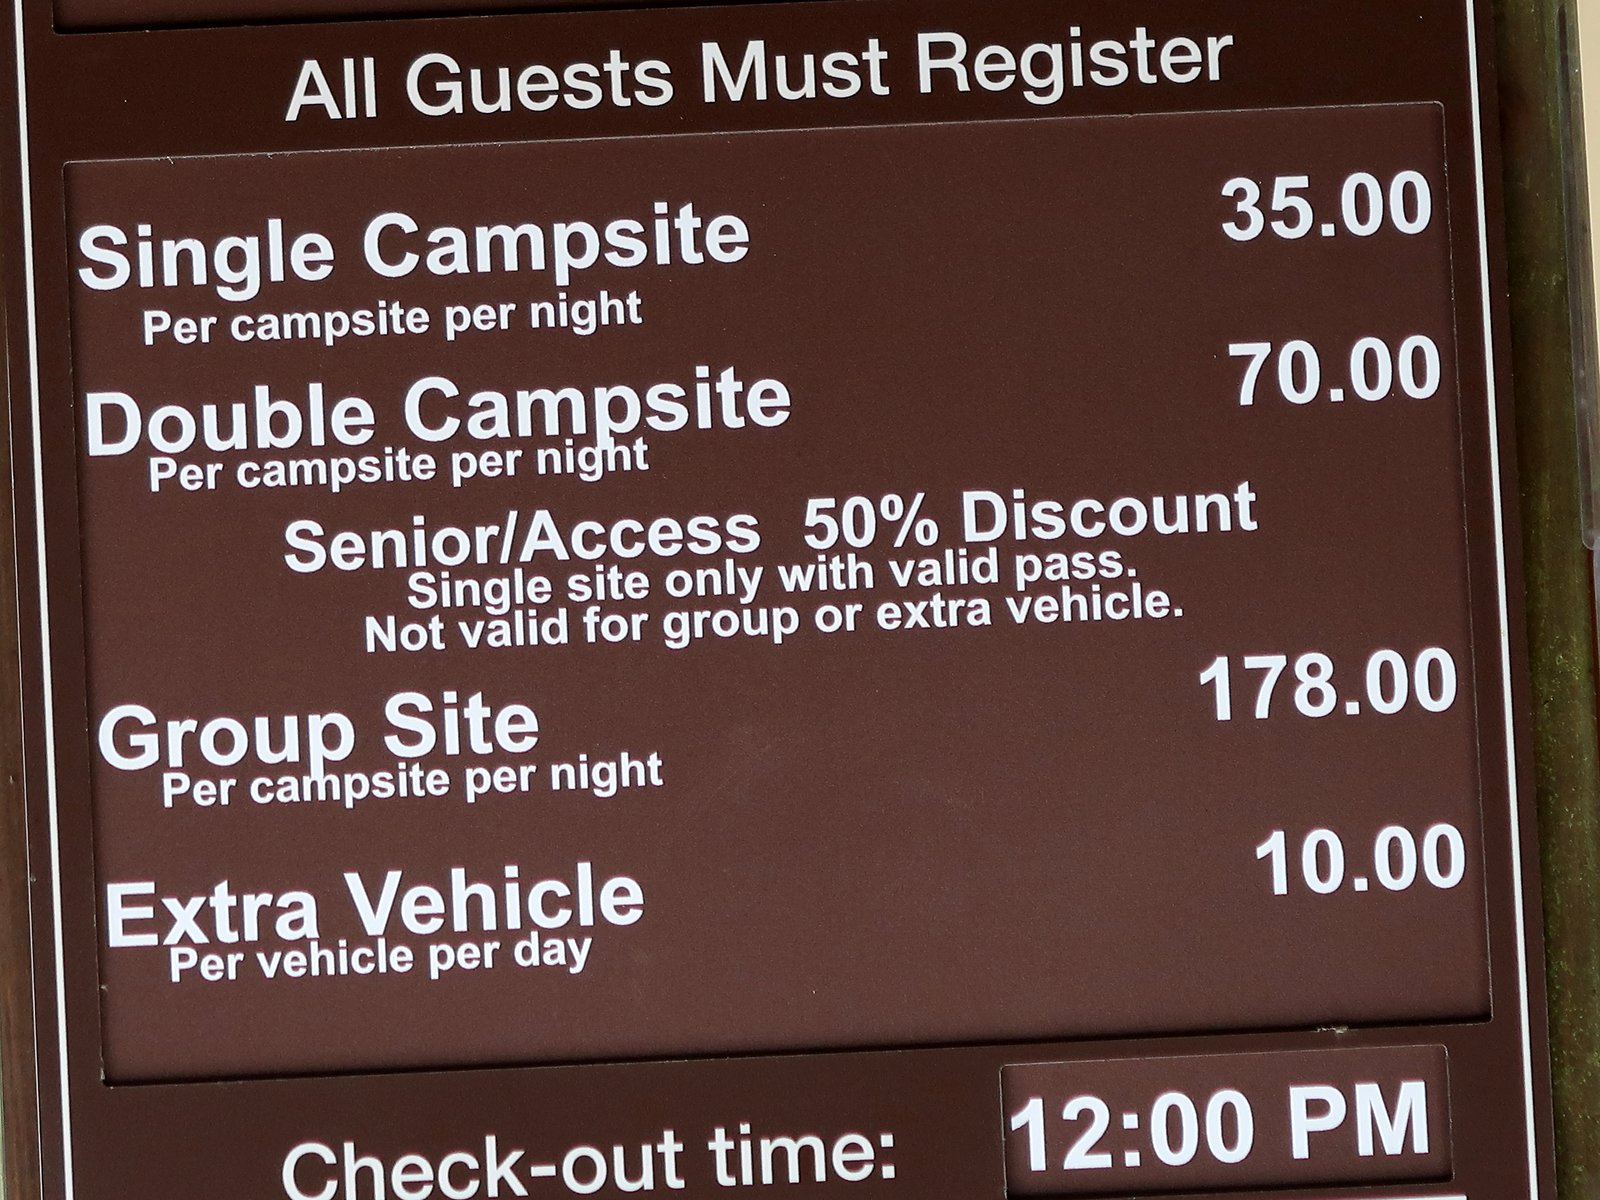 All Guests Must Register
Single Campsite 35.00
Per campsite per night
Double Campsite 70.00
Per campsite per night
Senior/Access 50% Discount
Single site only with valid pass.
Not valid for group or extra vehicle.
Group Site 178.00
Per campsite per night
Extra Vehicle 10.00
Per vehicle per day
Check-out time: 12:00 PM